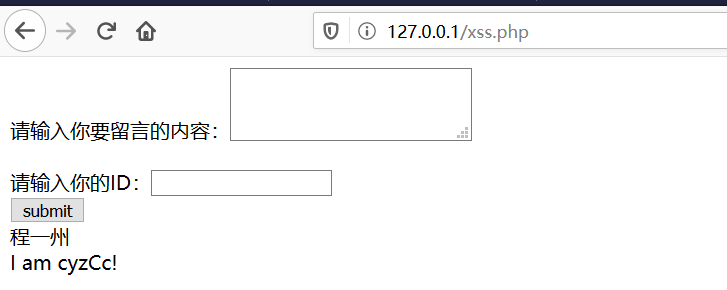 127.0.0.1/xss.php
请输入你要留言的内容：
请输入你的ID：
submit
程一州
I am cyzCc!